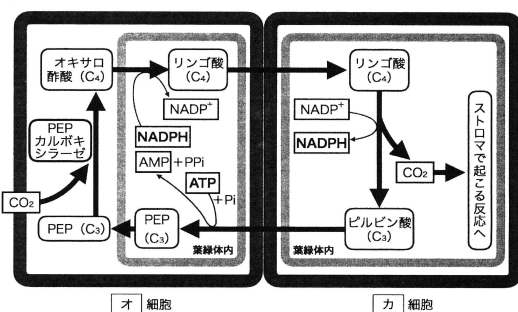 オキサロ
酢酸（C₄）
リンゴ酸
（C₄）
NADP⁺
NADPH
AMP＋PPi
ATP
＋Pi
PEP
カルボキ
シラーゼ
CO₂
PEP（C₃）
PEP
（C₃）
葉緑体内
オ 細胞
リンゴ酸
（C₄）
NADP⁺
NADPH
CO₂
ピルビン酸
（C₃）
葉緑体内
ストロマで起こる反応へ
カ 細胞